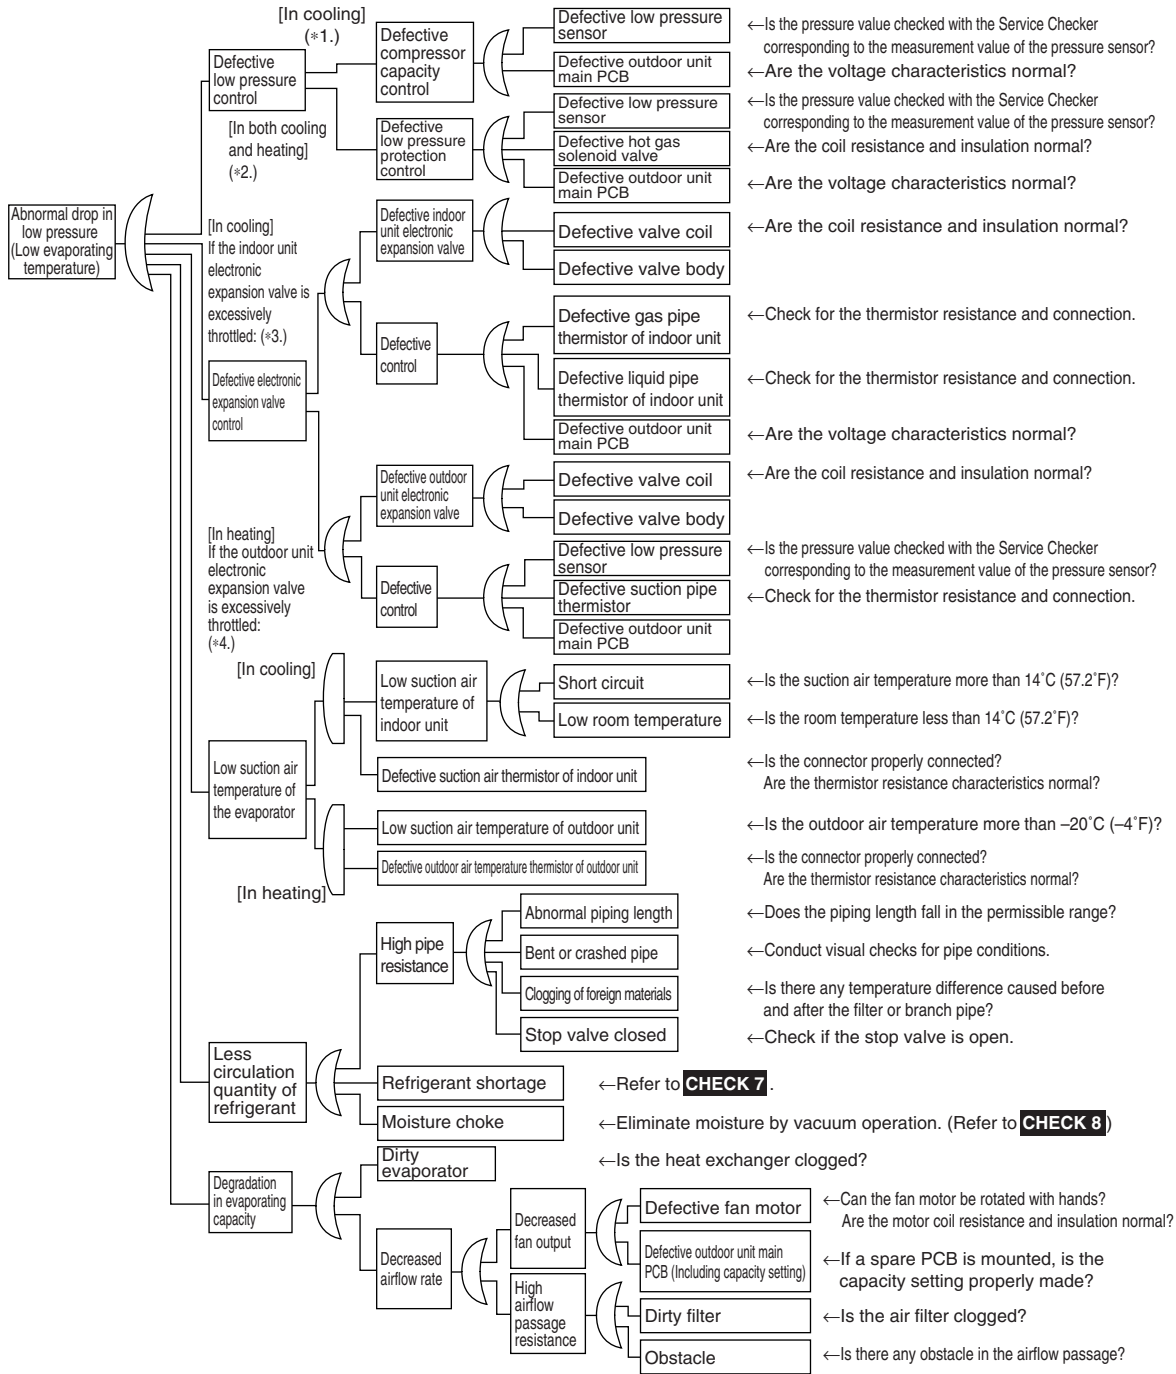 [In cooling]
(*1.)
Defective
low pressure
control
Defective
compressor
capacity
control
Defective low pressure
sensor
←Is the pressure value checked with the Service Checker
corresponding to the measurement value of the pressure sensor?
Defective outdoor unit
main PCB
←Are the voltage characteristics normal?
[In both cooling
and heating]
(*2.)
Defective
low pressure
protection
control
Defective low pressure
sensor
←Is the pressure value checked with the Service Checker
corresponding to the measurement value of the pressure sensor?
Defective hot gas
solenoid valve
←Are the coil resistance and insulation normal?
Defective outdoor unit
main PCB
←Are the voltage characteristics normal?
Abnormal drop in
low pressure
(Low evaporating
temperature)
[In cooling]
If the indoor unit
electronic
expansion valve is
excessively
throttled: (*3.)
Defective electronic
expansion valve
control
Defective indoor
unit electronic
expansion valve
Defective valve coil
←Are the coil resistance and insulation normal?
Defective valve body
Defective
control
Defective gas pipe
thermistor of indoor unit
←Check for the thermistor resistance and connection.
Defective liquid pipe
thermistor of indoor unit
←Check for the thermistor resistance and connection.
Defective outdoor unit
main PCB
←Are the voltage characteristics normal?
[In heating]
If the outdoor unit
electronic
expansion valve
is excessively
throttled:
(*4.)
Defective outdoor
unit electronic
expansion valve
Defective valve coil
←Are the coil resistance and insulation normal?
Defective valve body
Defective
control
Defective low pressure
sensor
←Is the pressure value checked with the Service Checker
corresponding to the measurement value of the pressure sensor?
Defective suction pipe
thermistor
←Check for the thermistor resistance and connection.
Defective outdoor unit
main PCB
[In cooling]
Low suction air
temperature of
the evaporator
Low suction air
temperature of
indoor unit
Short circuit
←Is the suction air temperature more than 14˚C (57.2˚F)?
Low room temperature
←Is the room temperature less than 14˚C (57.2˚F)?
Defective suction air thermistor of indoor unit
←Is the connector properly connected?
Are the thermistor resistance characteristics normal?
Low suction air temperature of outdoor unit
←Is the outdoor air temperature more than –20˚C (–4˚F)?
Defective outdoor air temperature thermistor of outdoor unit
←Is the connector properly connected?
Are the thermistor resistance characteristics normal?
[In heating]
Less
circulation
quantity of
refrigerant
High pipe
resistance
Abnormal piping length
←Does the piping length fall in the permissible range?
Bent or crashed pipe
←Conduct visual checks for pipe conditions.
Clogging of foreign materials
←Is there any temperature difference caused before
and after the filter or branch pipe?
Stop valve closed
←Check if the stop valve is open.
Refrigerant shortage
←Refer to CHECK 7 .
Moisture choke
←Eliminate moisture by vacuum operation. (Refer to CHECK 8 )
Degradation
in evaporating
capacity
Dirty
evaporator
←Is the heat exchanger clogged?
Decreased
airflow rate
Decreased
fan output
Defective fan motor
←Can the fan motor be rotated with hands?
Are the motor coil resistance and insulation normal?
Defective outdoor unit main
PCB (Including capacity setting)
←If a spare PCB is mounted, is the
capacity setting properly made?
High
airflow
passage
resistance
Dirty filter
←Is the air filter clogged?
Obstacle
←Is there any obstacle in the airflow passage?